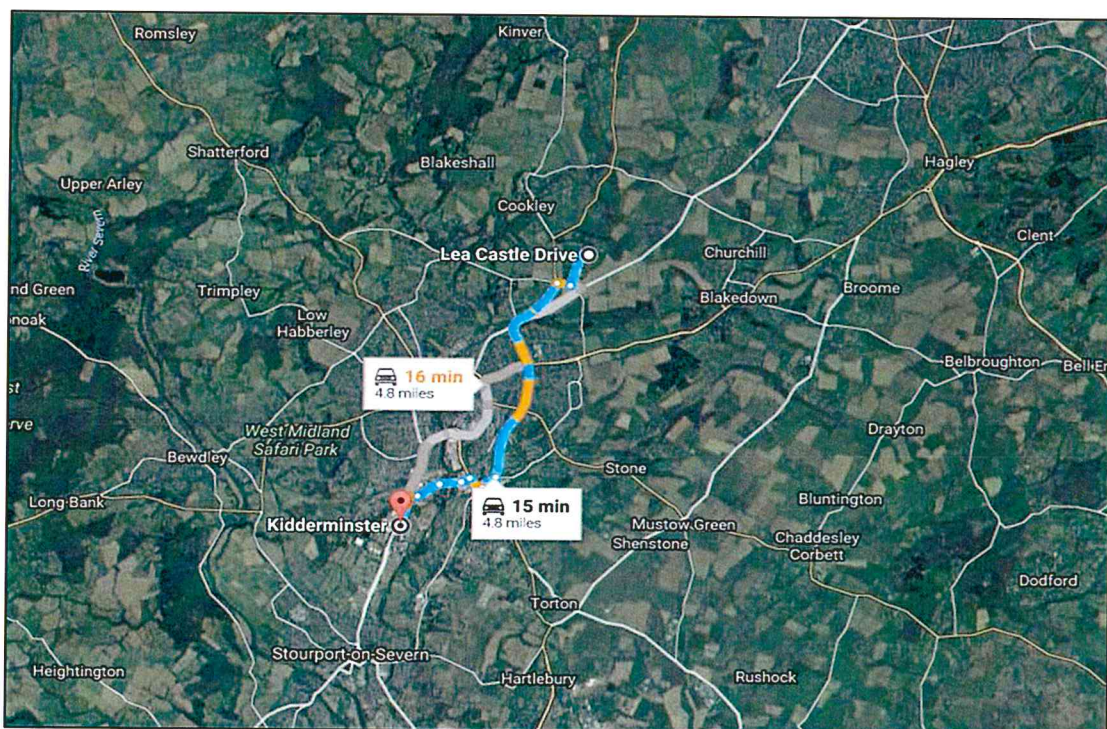 Romsley
Kinver
Shatterford
Blakeshall
Hagley
Upper Arley
Cookley
River Severn
Clent
Lea Castle Drive
Churchill
Trimpley
nd Green
Blakedown
Broome
Low
Habberley
noak
Belbroughton
Bell En
16 min
4.8 miles
st
erve
West Midland
Safari Park
Drayton
Bewdley
Stone
Long Bank
15 min
4.8 miles
Bluntington
Kidderminster
Mustow Green
Shenstone
Chaddesley
Corbett
Dodford
Torton
Stourport-on-Severn
Heightington
Hartlebury
Rushock